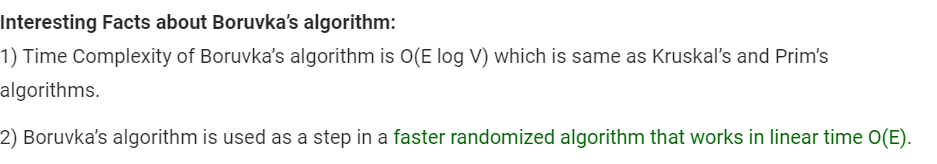 Interesting Facts about Boruvka’s algorithm:
1) Time Complexity of Boruvka’s algorithm is O(E log V) which is same as Kruskal’s and Prim’s
algorithms.
2) Boruvka’s algorithm is used as a step in a faster randomized algorithm that works in linear time O(E).